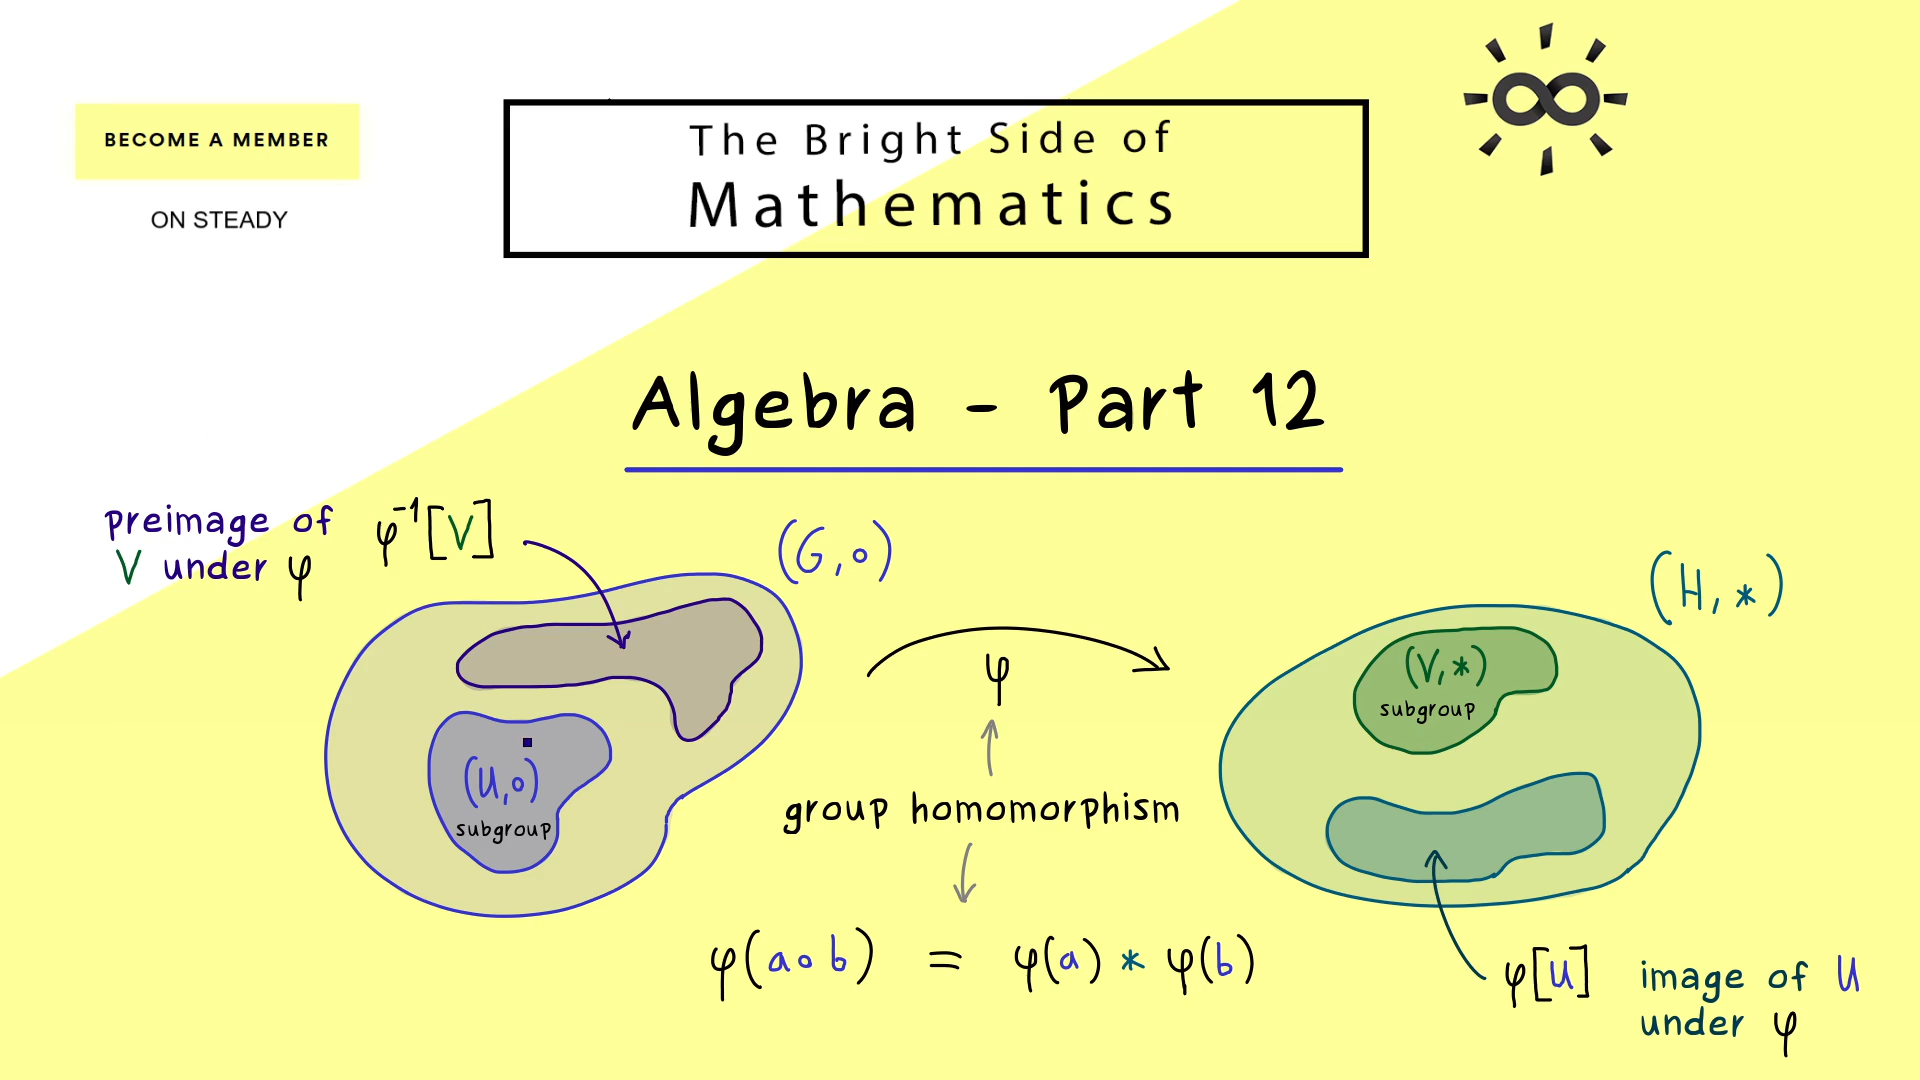 BECOME A MEMBER
ON STEADY
The Bright Side of
Mathematics
Algebra - Part 12
preimage of φ⁻¹[V]
V under φ
(G,∘)
(H,*)
φ
(V,*)
subgroup
(U,∘)
subgroup
group homomorphism
φ(a∘b) = φ(a) * φ(b)
φ[U] image of U
under φ